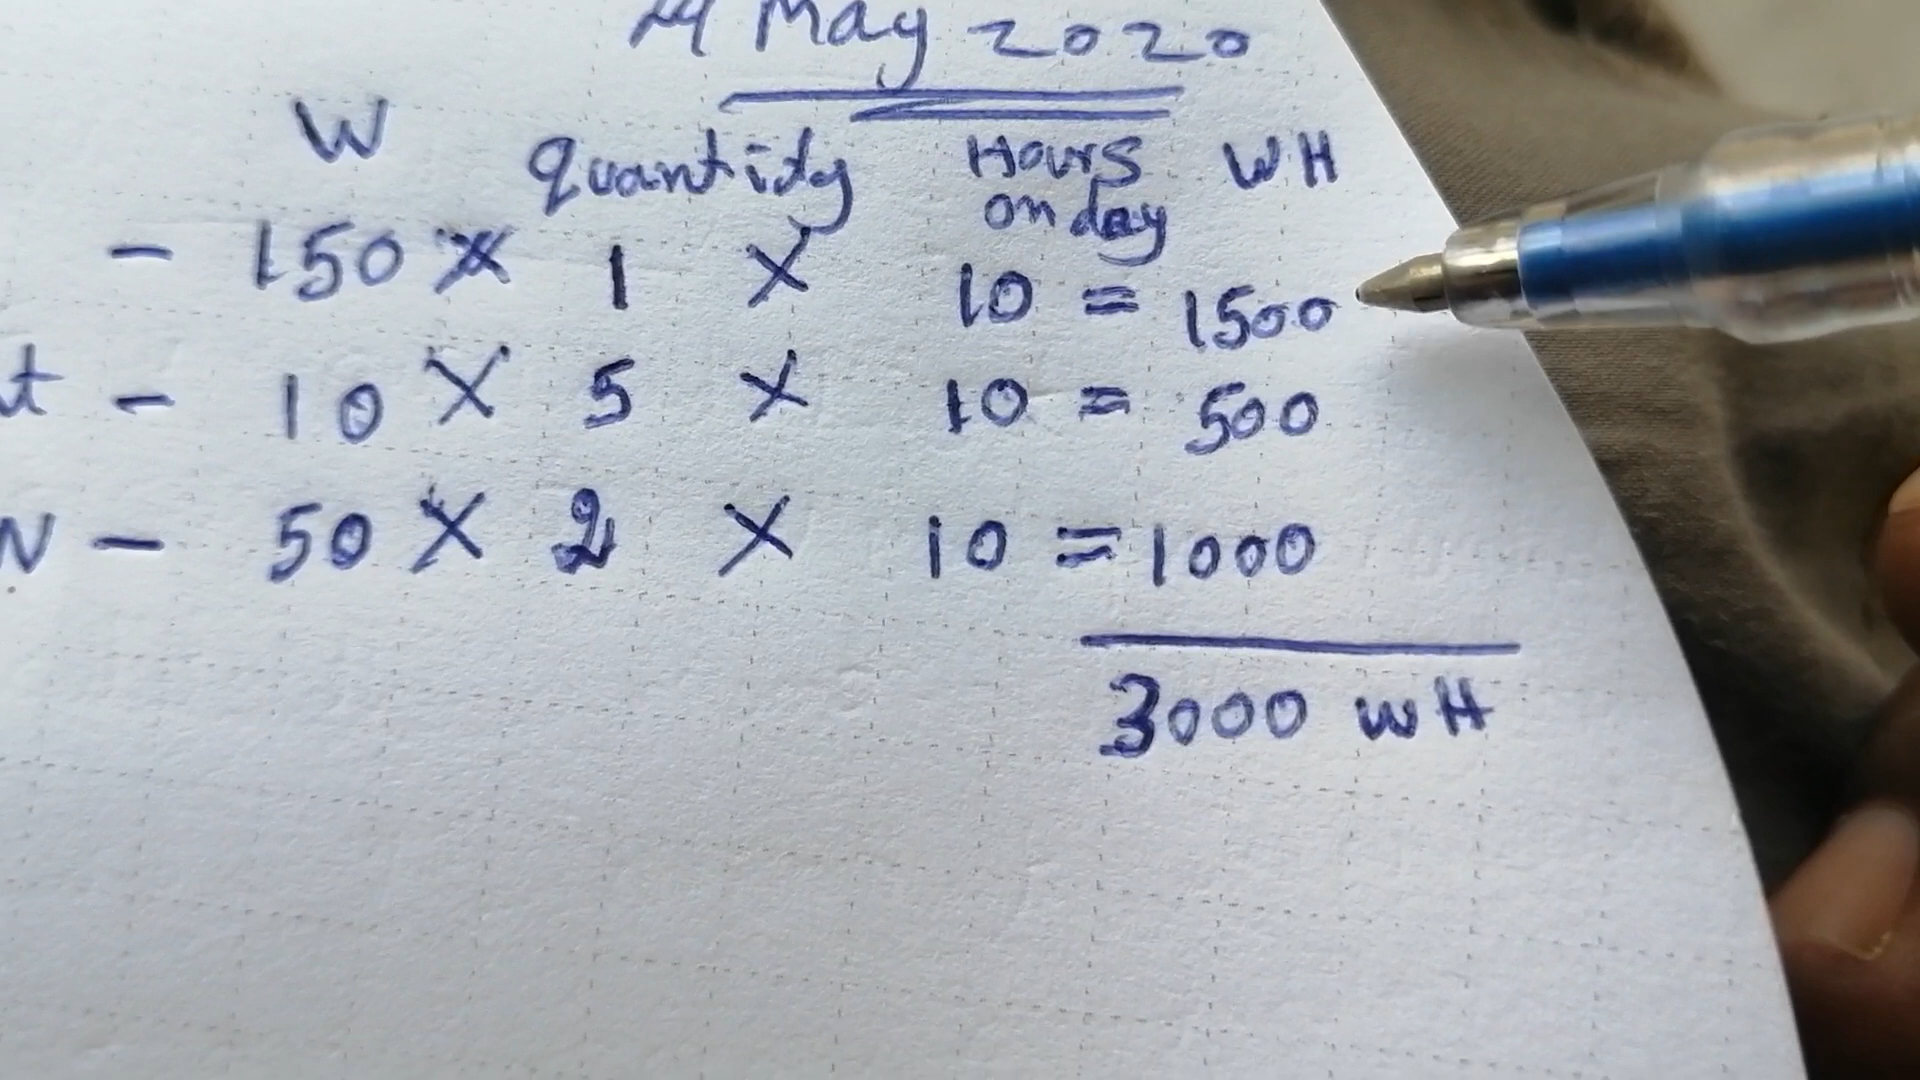 May 2020
W quantity Hours on day WH
- 150 x 1 x 10 = 1500
t - 10 x 5 x 10 = 500
N - 50 x 2 x 10 = 1000
3000 WH